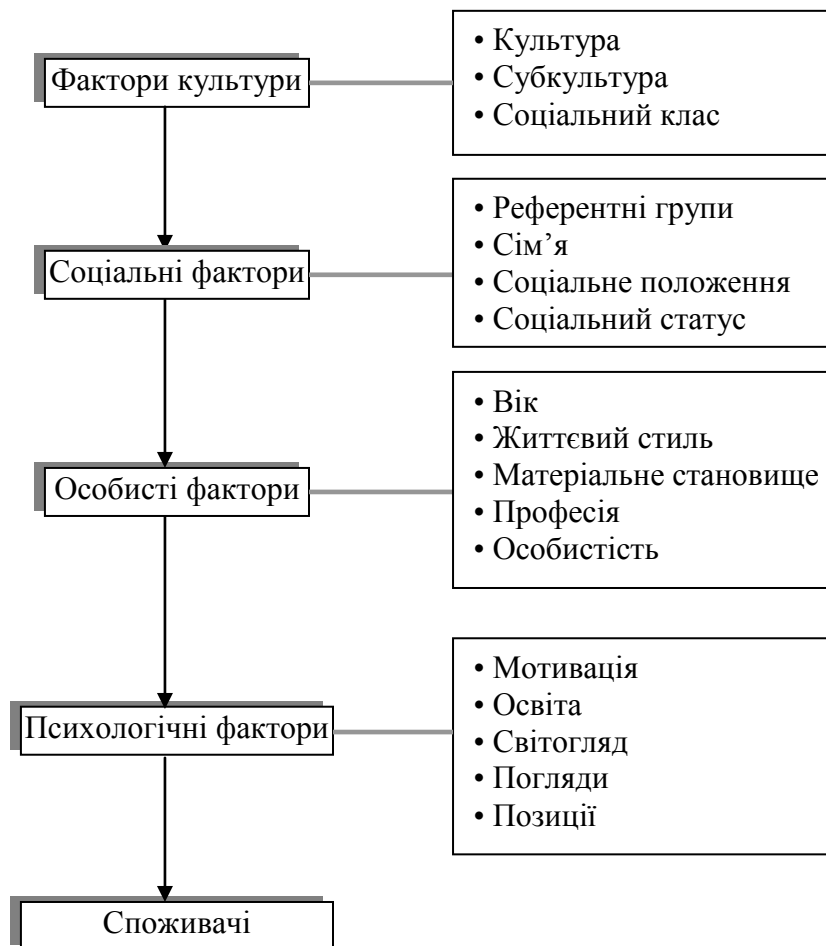 Фактори культури
• Культура
• Субкультура
• Соціальний клас
Соціальні фактори
• Референтні групи
• Сім’я
• Соціальне положення
• Соціальний статус
Особисті фактори
• Вік
• Життєвий стиль
• Матеріальне становище
• Професія
• Особистість
Психологічні фактори
• Мотивація
• Освіта
• Світогляд
• Погляди
• Позиції
Споживачі